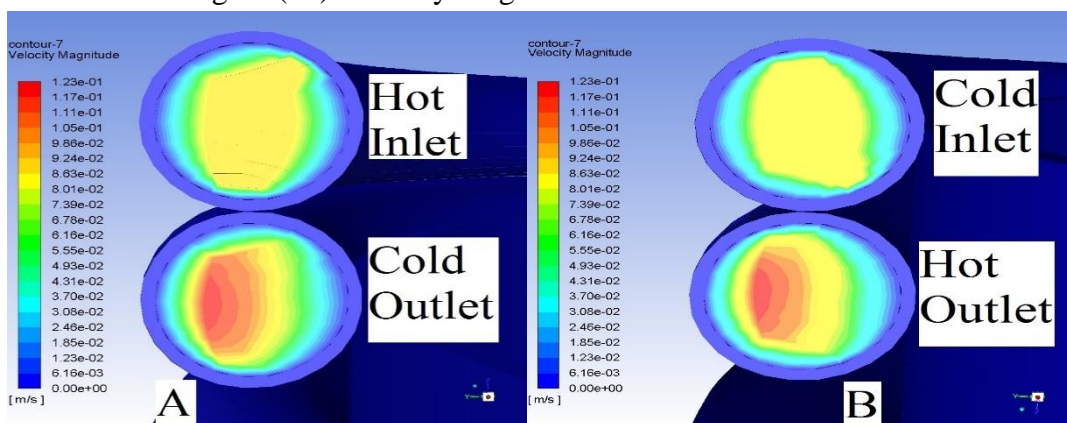 contour-7
Velocity Magnitude
1.23e-01
1.17e-01
1.11e-01
1.05e-01
9.86e-02
9.24e-02
8.63e-02
8.01e-02
7.39e-02
6.78e-02
6.16e-02
5.55e-02
4.93e-02
4.31e-02
3.70e-02
3.08e-02
2.46e-02
1.85e-02
1.23e-02
6.16e-03
0.00e+00
[ m/s ]
Hot
Inlet
Cold
Outlet
A
contour-7
Velocity Magnitude
1.23e-01
1.17e-01
1.11e-01
1.05e-01
9.86e-02
9.24e-02
8.63e-02
8.01e-02
7.39e-02
6.78e-02
6.16e-02
5.55e-02
4.93e-02
4.31e-02
3.70e-02
3.08e-02
2.46e-02
1.85e-02
1.23e-02
6.16e-03
0.00e+00
[ m/s ]
Cold
Inlet
Hot
Outlet
B